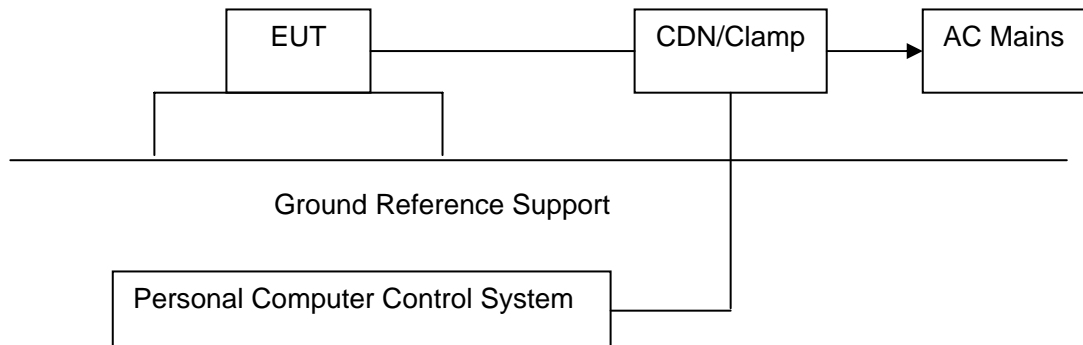 EUT
CDN/Clamp
AC Mains
Ground Reference Support
Personal Computer Control System